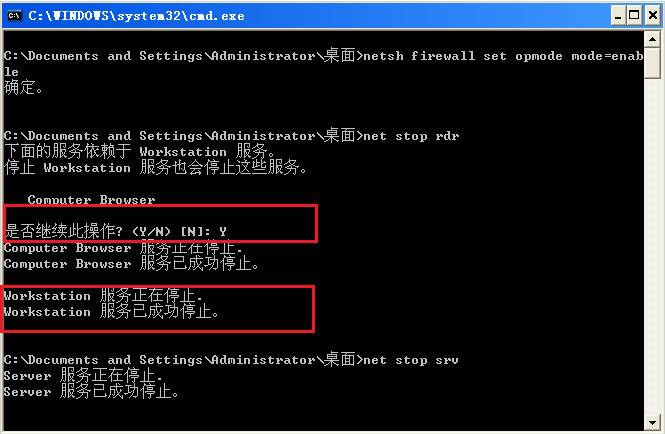 C:\WINDOWS\system32\cmd.exe
C:\Documents and Settings\Administrator\桌面>netsh firewall set opmode mode=enab
le
确定。
C:\Documents and Settings\Administrator\桌面>net stop rdr
下面的服务依赖于 Workstation 服务。
停止 Workstation 服务也会停止这些服务。
Computer Browser
是否继续此操作? (Y/N) [N]: Y
Computer Browser 服务正在停止.
Computer Browser 服务已成功停止。
Workstation 服务正在停止.
Workstation 服务已成功停止。
C:\Documents and Settings\Administrator\桌面>net stop srv
Server 服务正在停止.
Server 服务已成功停止。